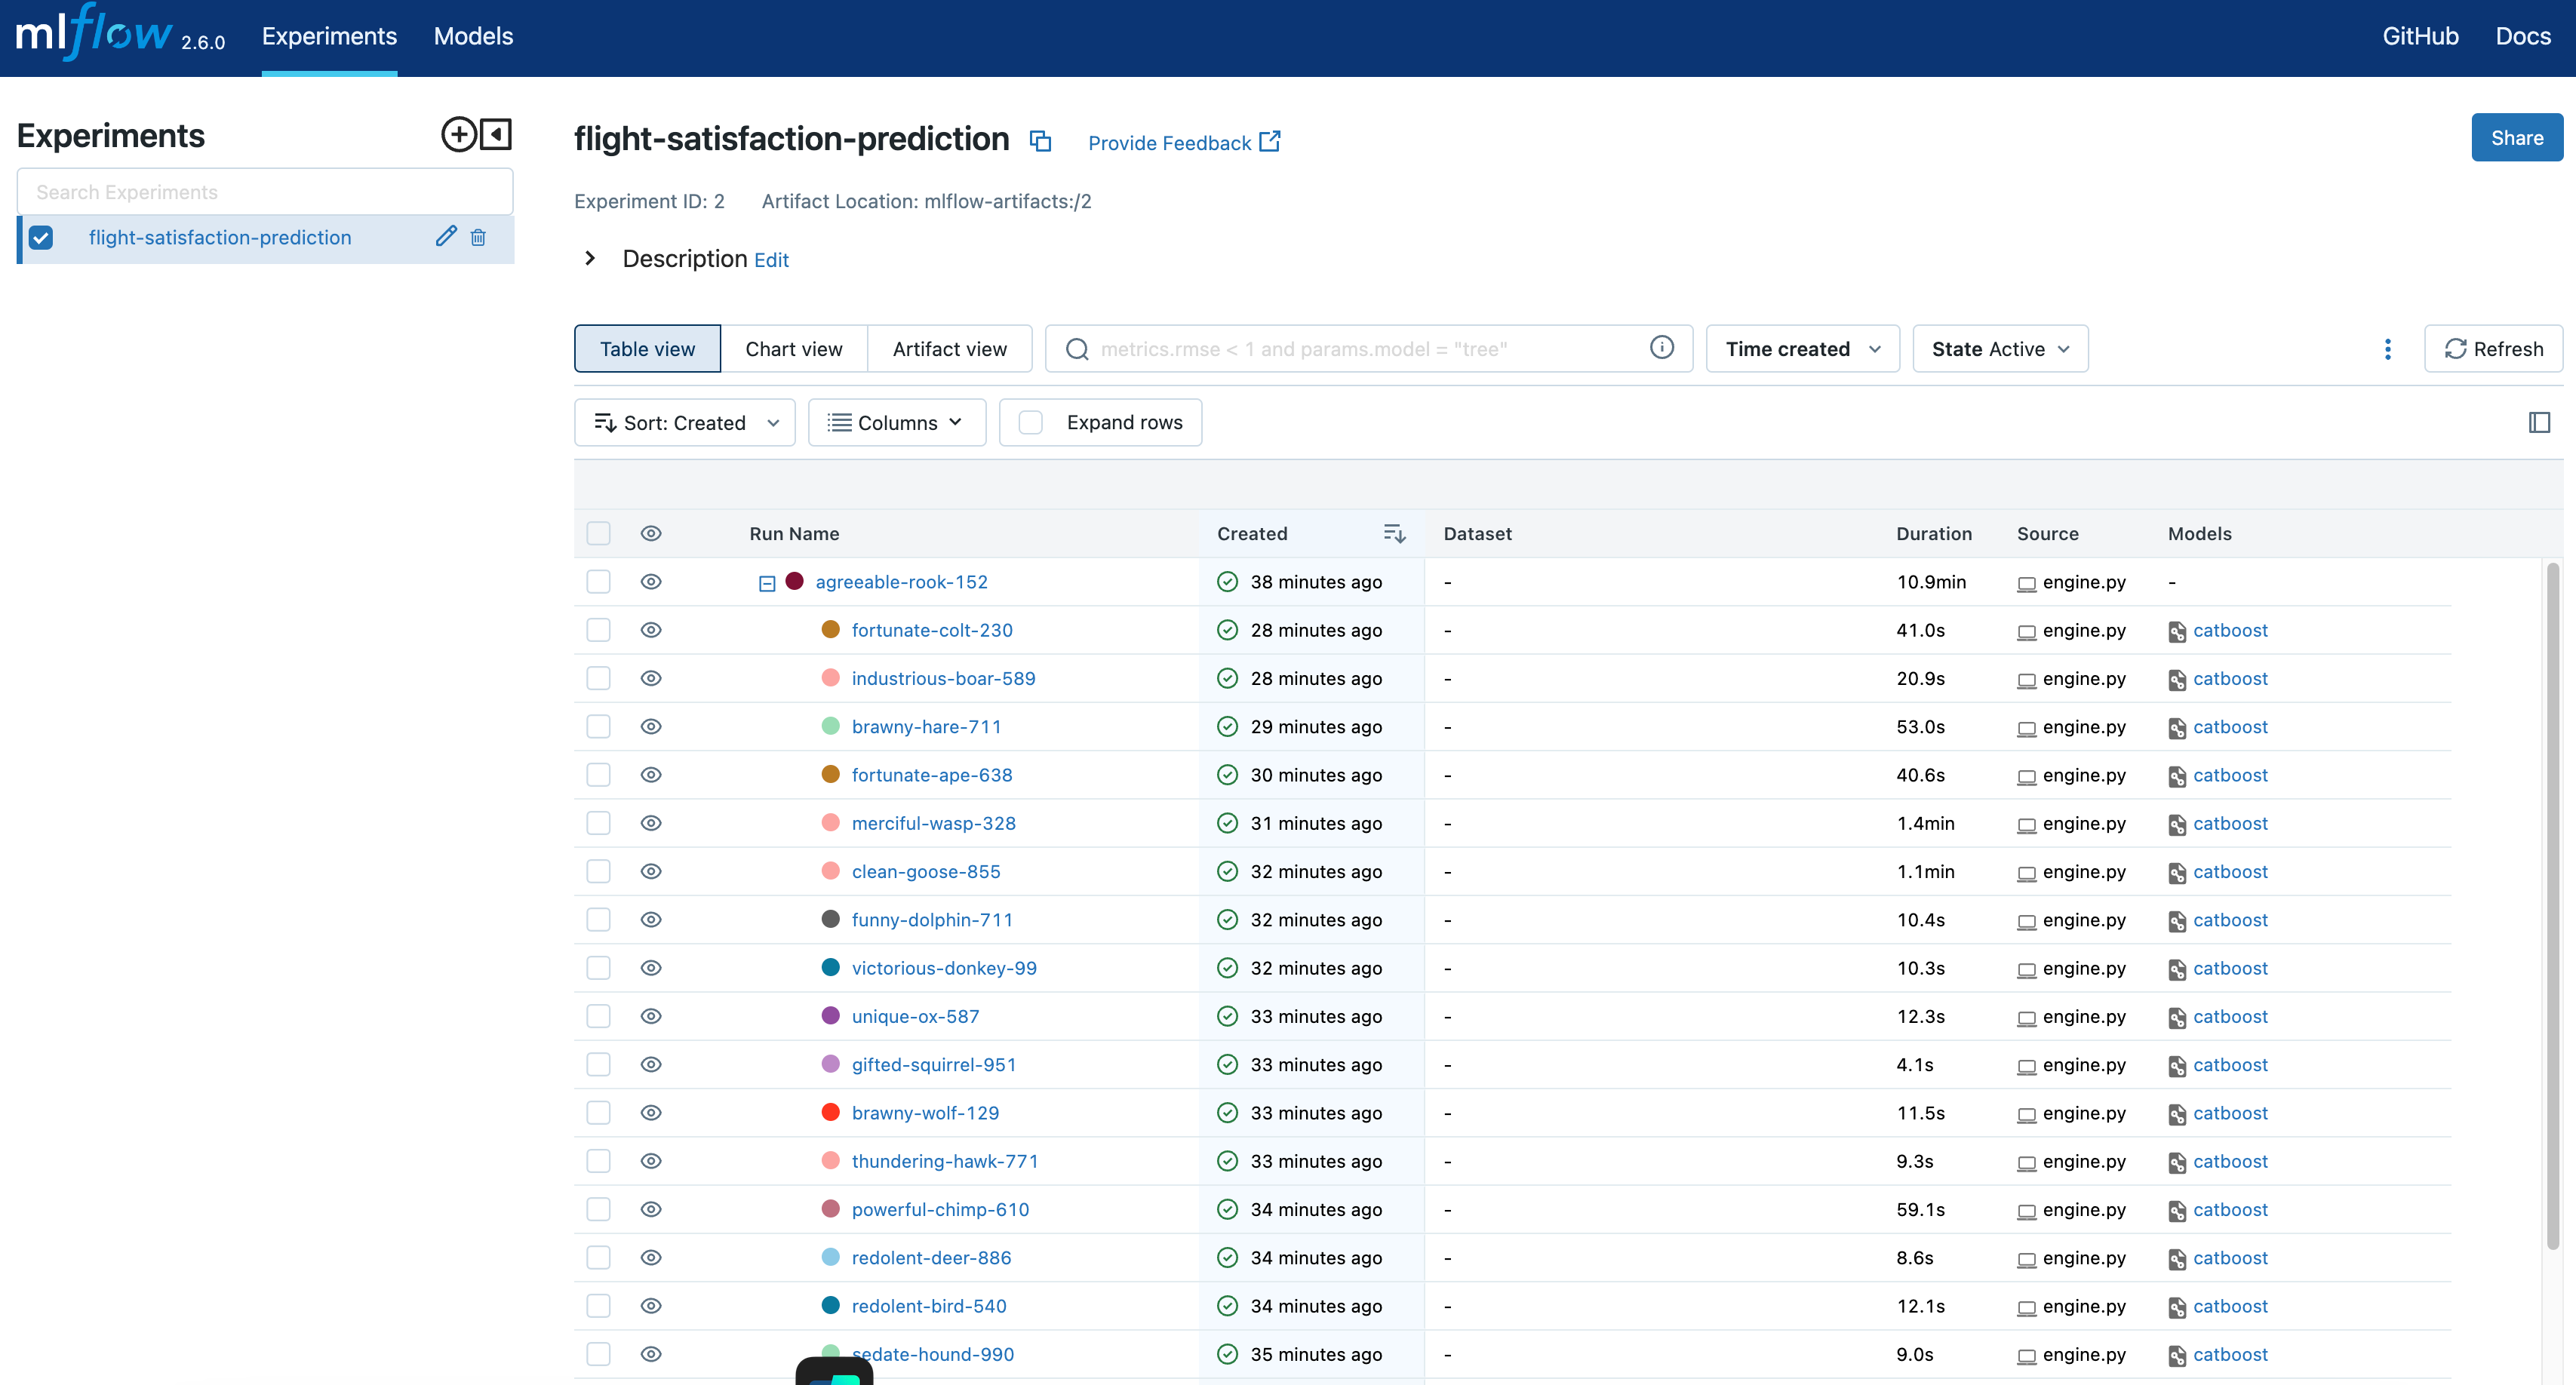 mlflow 2.6.0 Experiments Models GitHub Docs
Experiments
Search Experiments
flight-satisfaction-prediction
flight-satisfaction-prediction Provide Feedback Share
Experiment ID: 2 Artifact Location: mlflow-artifacts:/2
Description Edit
Table view Chart view Artifact view metrics.rmse < 1 and params.model = "tree" Time created State Active Refresh
Sort: Created Columns Expand rows
Run Name Created Dataset Duration Source Models
agreeable-rook-152 38 minutes ago - 10.9min engine.py -
fortunate-colt-230 28 minutes ago - 41.0s engine.py catboost
industrious-boar-589 28 minutes ago - 20.9s engine.py catboost
brawny-hare-711 29 minutes ago - 53.0s engine.py catboost
fortunate-ape-638 30 minutes ago - 40.6s engine.py catboost
merciful-wasp-328 31 minutes ago - 1.4min engine.py catboost
clean-goose-855 32 minutes ago - 1.1min engine.py catboost
funny-dolphin-711 32 minutes ago - 10.4s engine.py catboost
victorious-donkey-99 32 minutes ago - 10.3s engine.py catboost
unique-ox-587 33 minutes ago - 12.3s engine.py catboost
gifted-squirrel-951 33 minutes ago - 4.1s engine.py catboost
brawny-wolf-129 33 minutes ago - 11.5s engine.py catboost
thundering-hawk-771 33 minutes ago - 9.3s engine.py catboost
powerful-chimp-610 34 minutes ago - 59.1s engine.py catboost
redolent-deer-886 34 minutes ago - 8.6s engine.py catboost
redolent-bird-540 34 minutes ago - 12.1s engine.py catboost
sedate-hound-990 35 minutes ago - 9.0s engine.py catboost